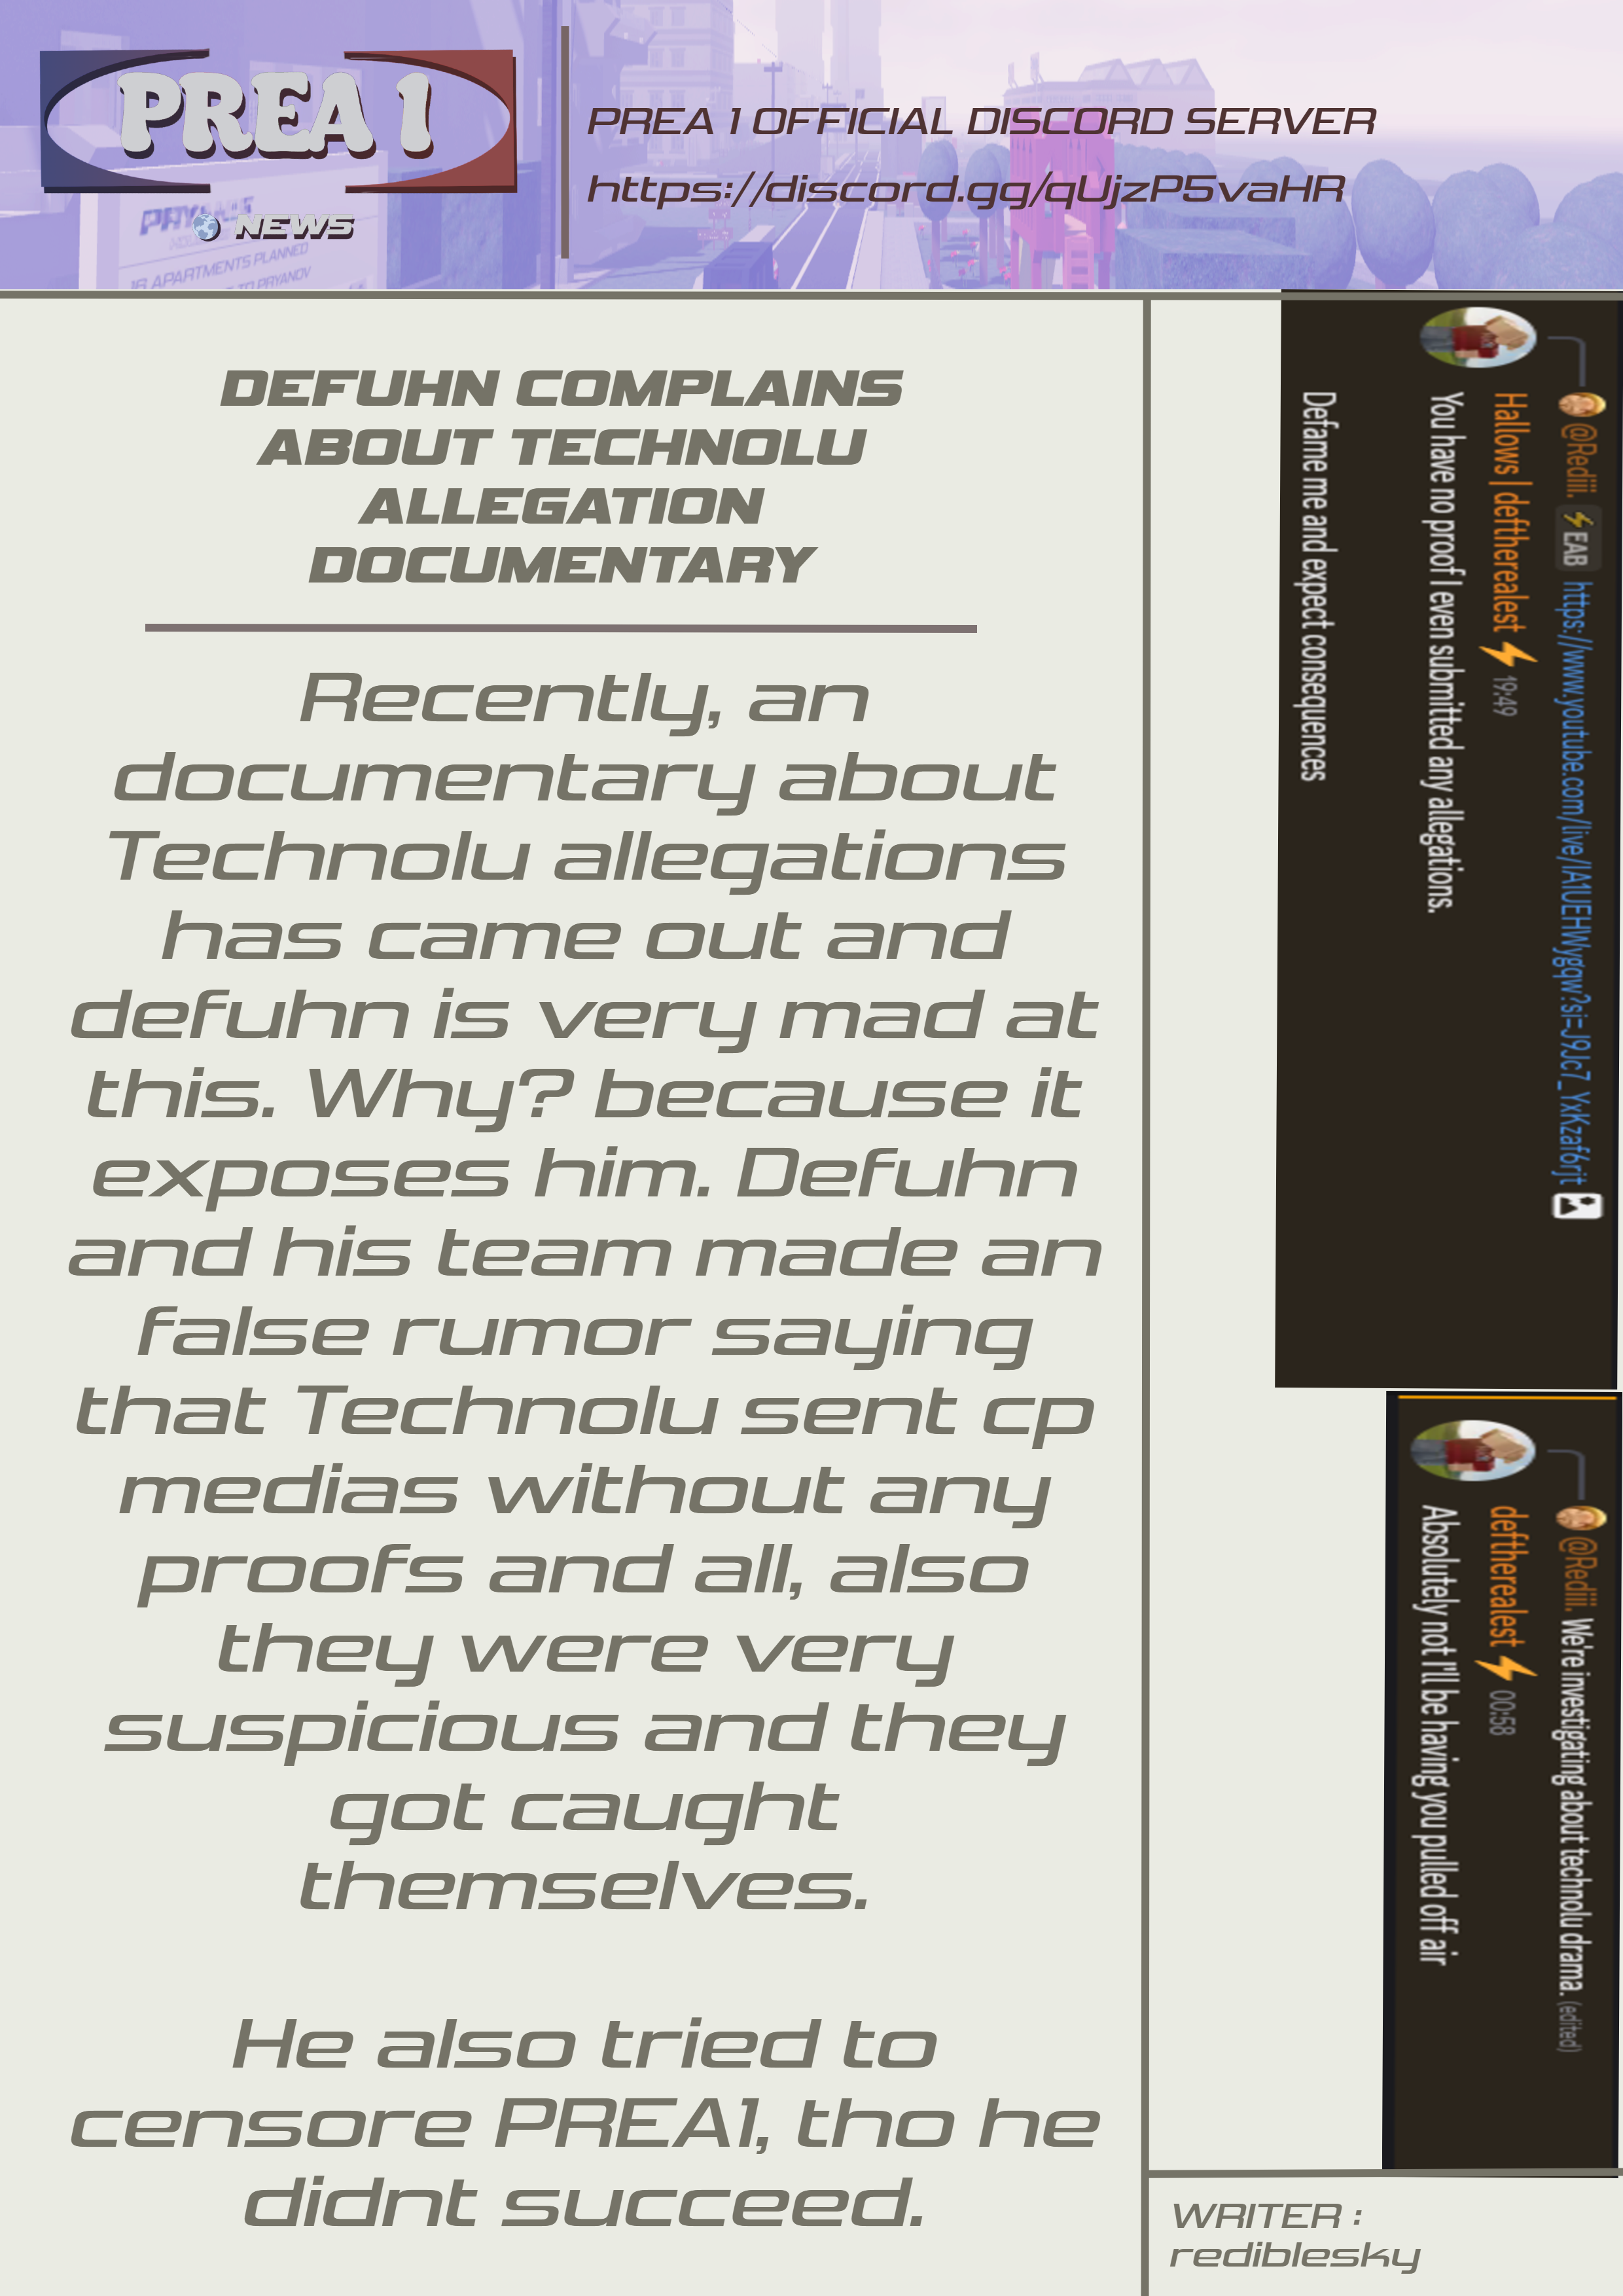 PREA 1
NEWS
PREA 1 OFFICIAL DISCORD SERVER
https://discord.gg/qUjzP5vaHR
18 APARTMENTS PLANNED
TO PRYANOV
DEFUHN COMPLAINS
ABOUT TECHNOLU
ALLEGATION
DOCUMENTARY
Recently, an
documentary about
Technolu allegations
has came out and
defuhn is very mad at
this. Why? because it
exposes him. Defuhn
and his team made an
false rumor saying
that Technolu sent cp
medias without any
proofs and all, also
they were very
suspicious and they
got caught
themselves.
He also tried to
censore PREA1, tho he
didnt succeed.
@Rediii. EAB https://www.youtube.com/live/IA1UEHWygqw?si=J9Jc7_YxKzaf6rjt
Hallows | deftherealest 19:49
You have no proof I even submitted any allegations.
Defame me and expect consequences
@Rediii. We're investigating about technolu drama. (edited)
deftherealest 00:58
Absolutely not I'll be having you pulled off air
WRITER :
rediblesky